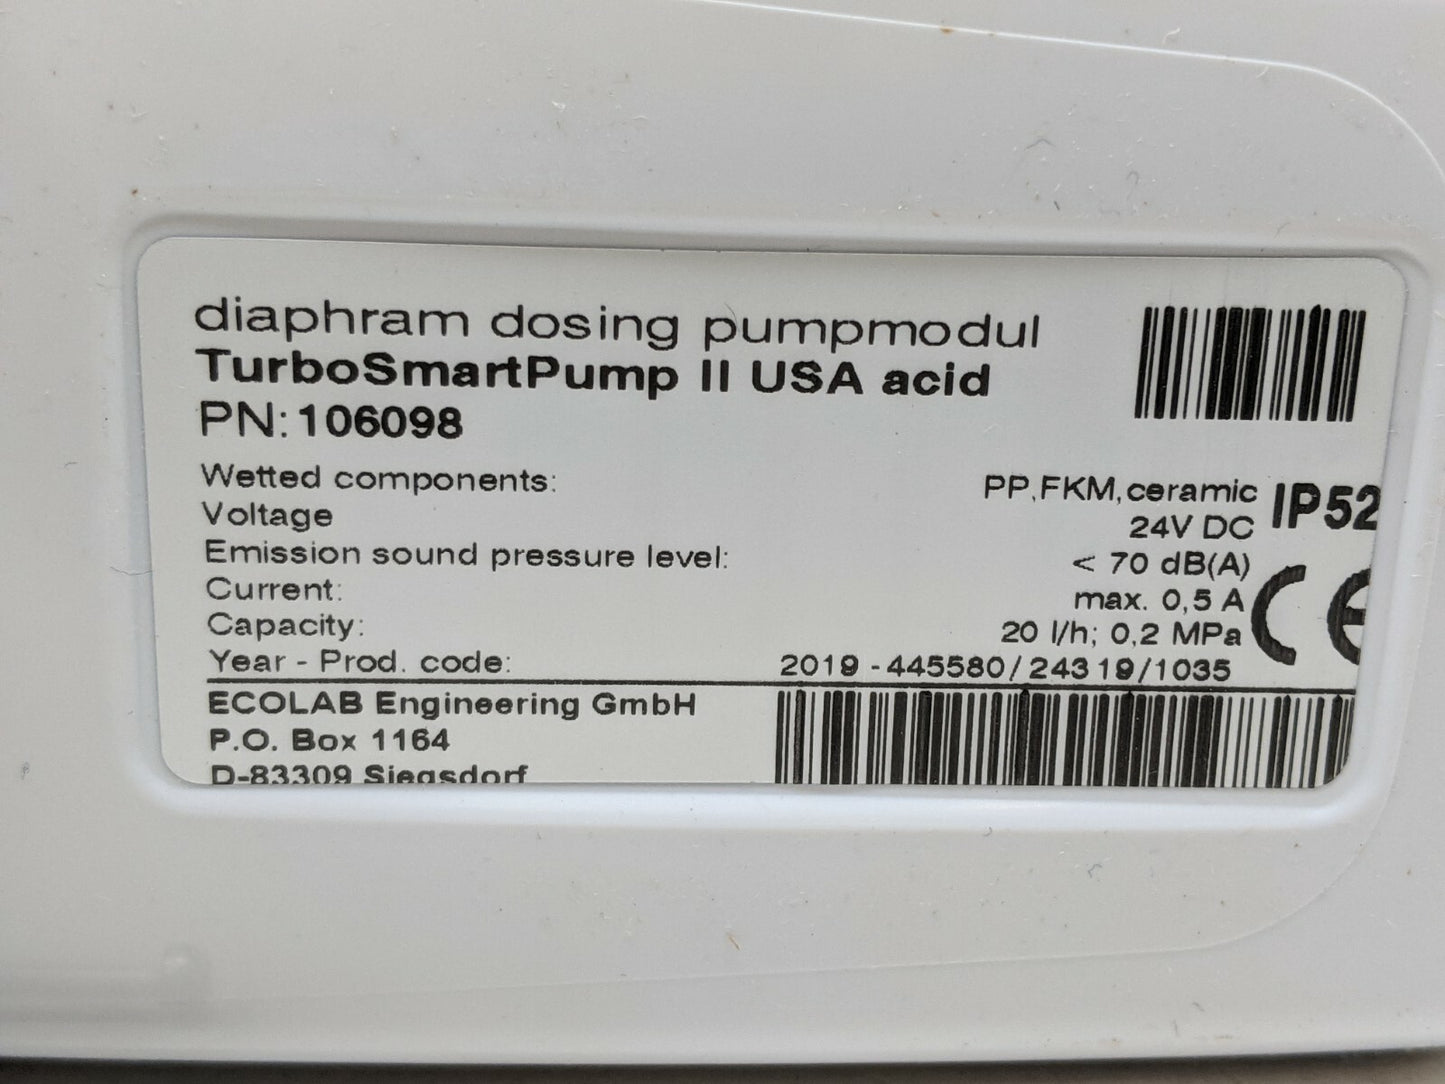 diaphram dosing pumpmodul
TurboSmartPump II USA acid
PN: 106098
Wetted components: PP,FKM,ceramic IP52
Voltage 24V DC
Emission sound pressure level: < 70 dB(A)
Current: max. 0,5 A CE
Capacity: 20 l/h; 0,2 MPa
Year - Prod. code: 2019 - 445580/24319/1035
ECOLAB Engineering GmbH
P.O. Box 1164
D-83309 Siegsdorf